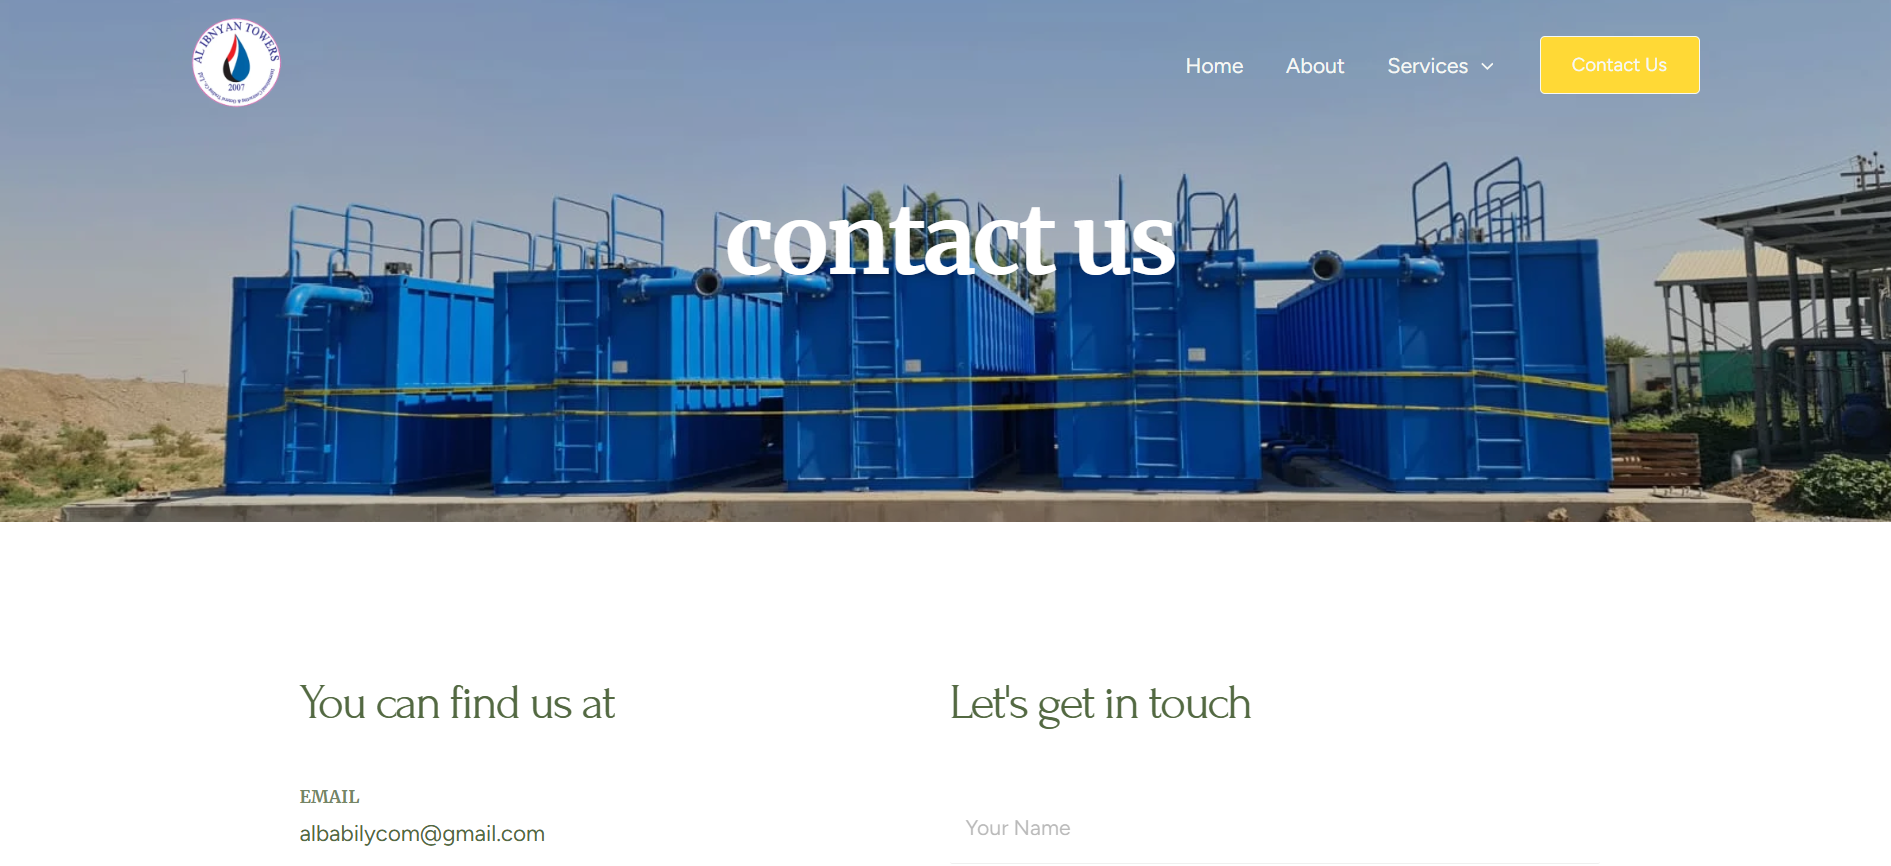 AL IBNYAN TOWERS
2007
Home
About
Services
Contact Us
contact us
You can find us at
Let's get in touch
EMAIL
albabilycom@gmail.com
Your Name